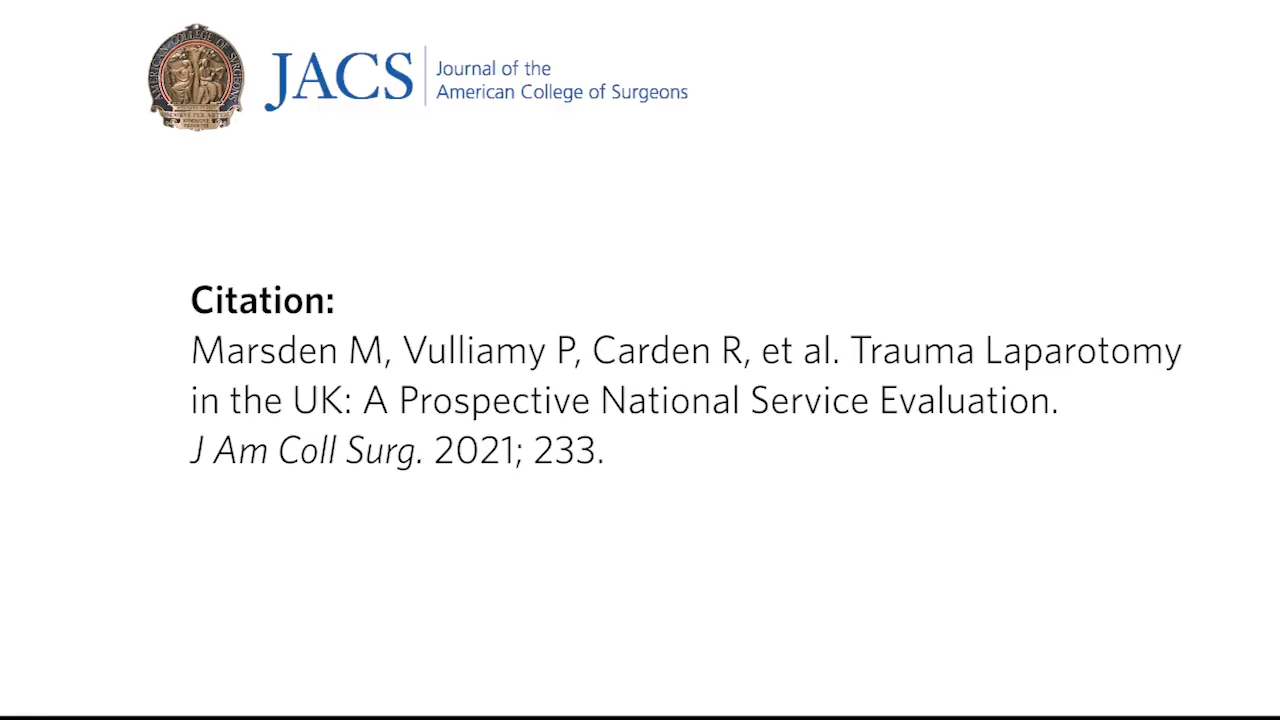 JACS
Journal of the
American College of Surgeons
Citation:
Marsden M, Vulliamy P, Carden R, et al. Trauma Laparotomy
in the UK: A Prospective National Service Evaluation.
J Am Coll Surg. 2021; 233.